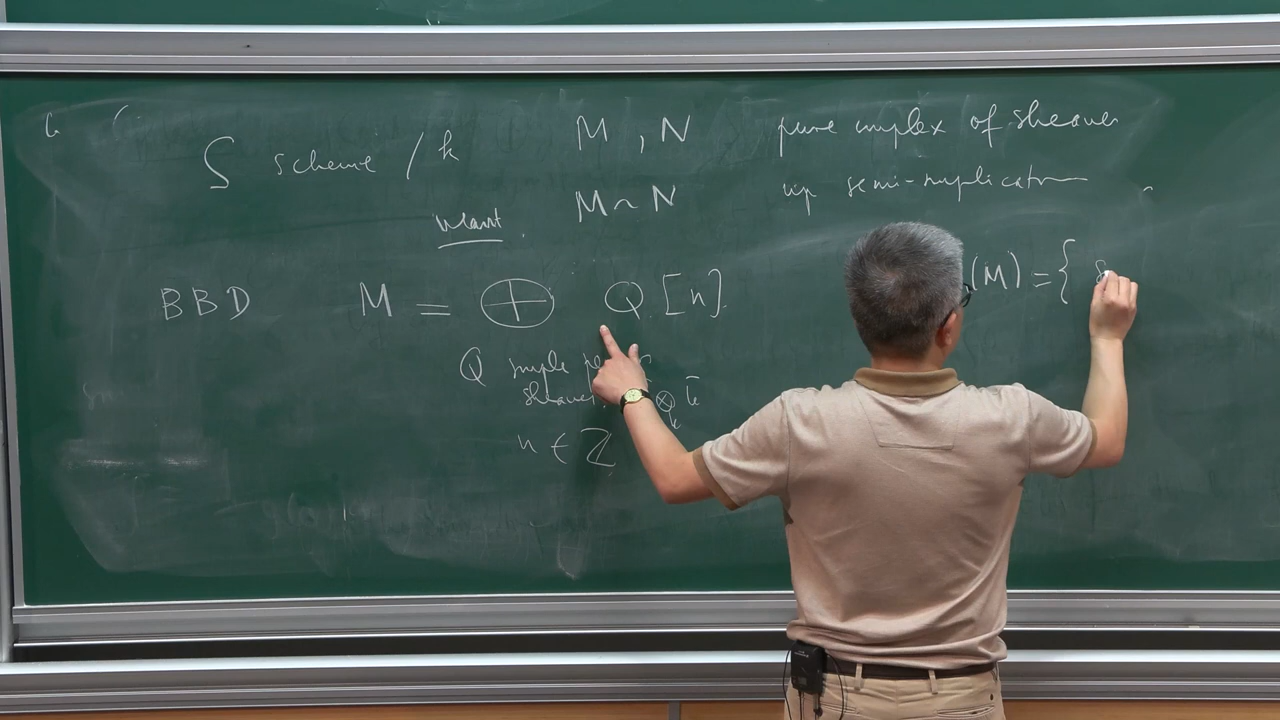 S scheme / k
M , N pure complex of sheaves
M ~ N up semi-simplication
Want.
BBD M = ⊕ Q [n].
(M) = {
Q simple
sheaves ⊗ k̄
k
n ∈ ℤ